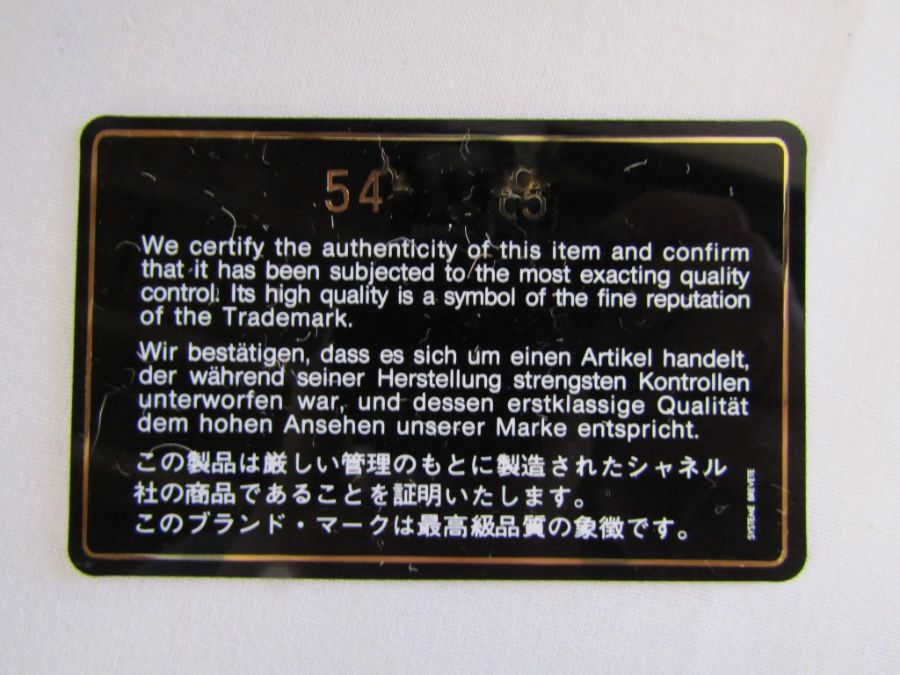 54
We certify the authenticity of this item and confirm
that it has been subjected to the most exacting quality
control. Its high quality is a symbol of the fine reputation
of the Trademark.
Wir bestätigen, dass es sich um einen Artikel handelt,
der während seiner Herstellung strengsten Kontrollen
unterworfen war, und dessen erstklassige Qualität
dem hohen Ansehen unserer Marke entspricht.
この製品は厳しい管理のもとに製造されたシャネル
社の商品であることを証明いたします。
このブランド・マークは最高級品質の象徴です。
SYSTEME BREVETE